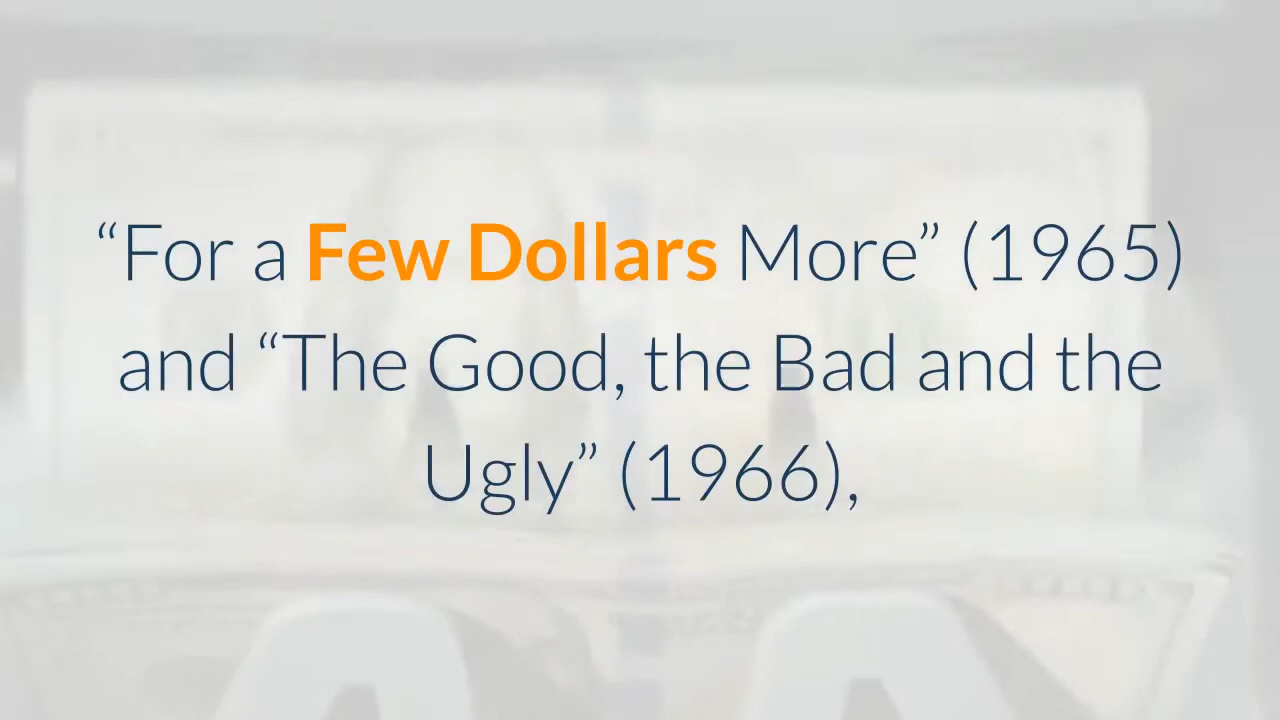 “For a Few Dollars More” (1965)
and “The Good, the Bad and the
Ugly” (1966),